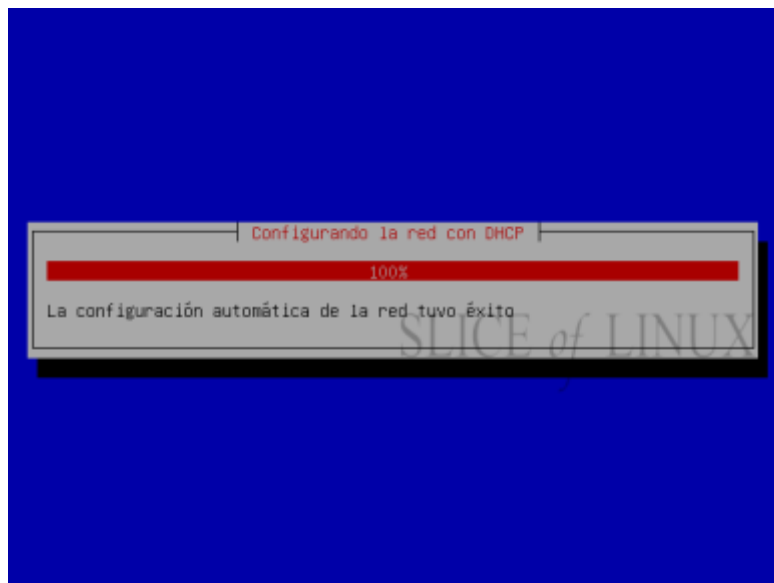 Configurando la red con DHCP
100%
La configuración automática de la red tuvo éxito
SLICE of LINUX